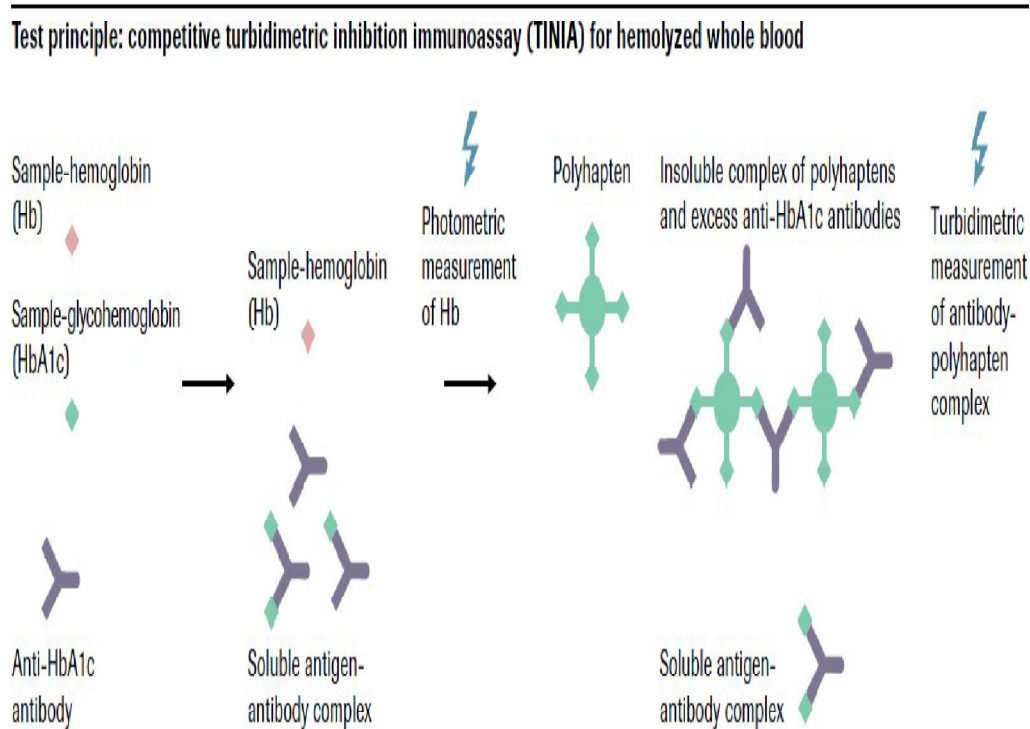 Test principle: competitive turbidimetric inhibition immunoassay (TINIA) for hemolyzed whole blood
Sample-hemoglobin
(Hb)
Sample-glycohemoglobin
(HbA1c)
Anti-HbA1c
antibody
Sample-hemoglobin
(Hb)
Soluble antigen-
antibody complex
Photometric
measurement
of Hb
Polyhapten
Insoluble complex of polyhaptens
and excess anti-HbA1c antibodies
Soluble antigen-
antibody complex
Turbidimetric
measurement
of antibody-
polyhapten
complex